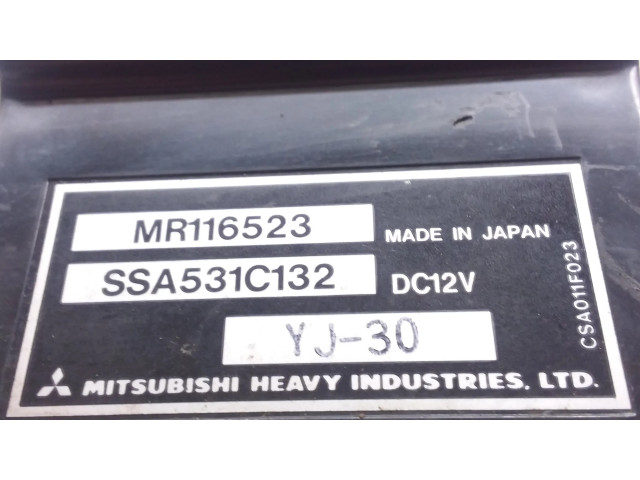 MR116523
MADE IN JAPAN
SSA531C132
DC12V
YJ-30
CSA011F023
MITSUBISHI HEAVY INDUSTRIES, LTD.